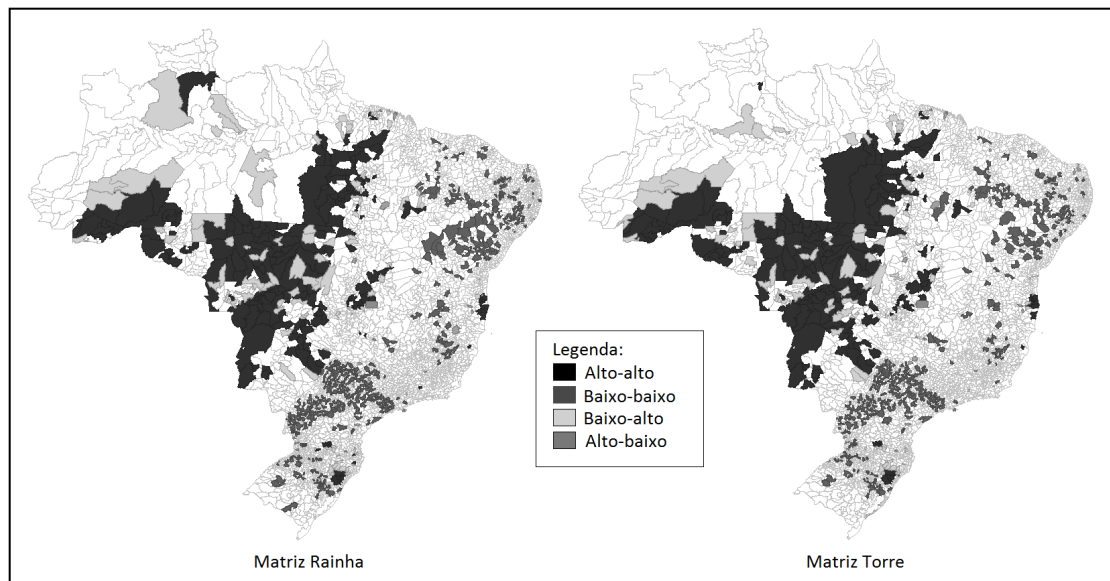 Legenda:
Alto-alto
Baixo-baixo
Baixo-alto
Alto-baixo
Matriz Rainha
Matriz Torre